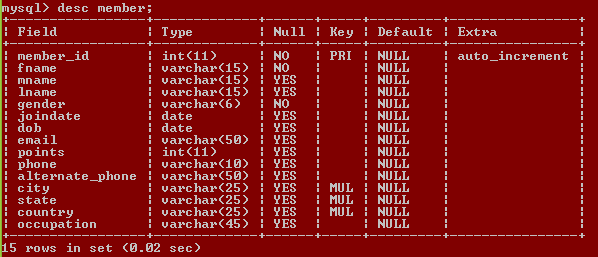 mysql> desc member;
+-----------------+-------------+------+-----+---------+----------------+
| Field           | Type        | Null | Key | Default | Extra          |
+-----------------+-------------+------+-----+---------+----------------+
| member_id       | int(11)     | NO   | PRI | NULL    | auto_increment |
| fname           | varchar(15) | NO   |     | NULL    |                |
| mname           | varchar(15) | YES  |     | NULL    |                |
| lname           | varchar(15) | YES  |     | NULL    |                |
| gender          | varchar(6)  | NO   |     | NULL    |                |
| joindate        | date        | YES  |     | NULL    |                |
| dob             | date        | YES  |     | NULL    |                |
| email           | varchar(50) | YES  |     | NULL    |                |
| points          | int(11)     | YES  |     | NULL    |                |
| phone           | varchar(10) | YES  |     | NULL    |                |
| alternate_phone | varchar(50) | YES  |     | NULL    |                |
| city            | varchar(25) | YES  | MUL | NULL    |                |
| state           | varchar(25) | YES  | MUL | NULL    |                |
| country         | varchar(25) | YES  | MUL | NULL    |                |
| occupation      | varchar(45) | YES  |     | NULL    |                |
+-----------------+-------------+------+-----+---------+----------------+
15 rows in set (0.02 sec)